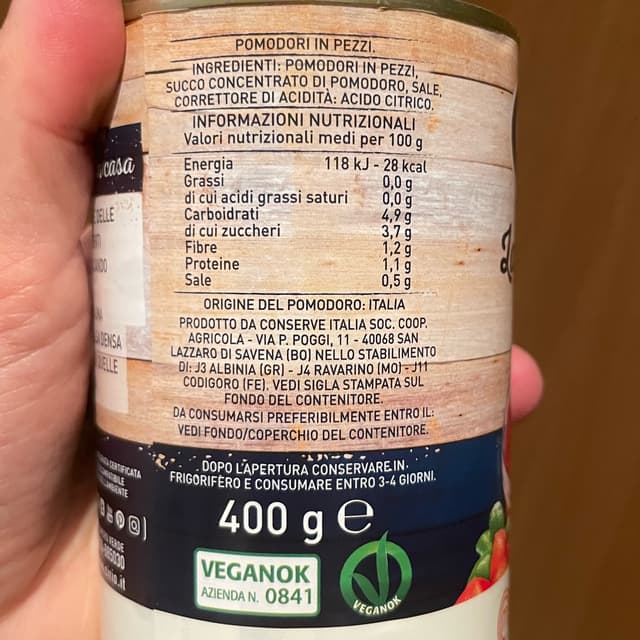 POMODORI IN PEZZI.
INGREDIENTI: POMODORI IN PEZZI,
SUCCO CONCENTRATO DI POMODORO, SALE,
CORRETTORE DI ACIDITÀ: ACIDO CITRICO.
INFORMAZIONI NUTRIZIONALI
Valori nutrizionali medi per 100 g
Energia 118 kJ - 28 kcal
Grassi 0,0 g
di cui acidi grassi saturi 0,0 g
Carboidrati 4,9 g
di cui zuccheri 3,7 g
Fibre 1,2 g
Proteine 1,1 g
Sale 0,5 g
ORIGINE DEL POMODORO: ITALIA
PRODOTTO DA CONSERVE ITALIA SOC. COOP.
AGRICOLA - VIA P. POGGI, 11 - 40068 SAN
LAZZARO DI SAVENA (BO) NELLO STABILIMENTO
DI: J3 ALBINIA (GR) - J4 RAVARINO (MO) - J11
CODIGORO (FE). VEDI SIGLA STAMPATA SUL
FONDO DEL CONTENITORE.
DA CONSUMARSI PREFERIBILMENTE ENTRO IL:
VEDI FONDO/COPERCHIO DEL CONTENITORE.
DOPO L'APERTURA CONSERVARE IN
FRIGORIFERO E CONSUMARE ENTRO 3-4 GIORNI.
400 g e
VEGANOK
AZIENDA N. 0841
VEGANOK
casa
DENSA
CERTIFICATA
VERDE